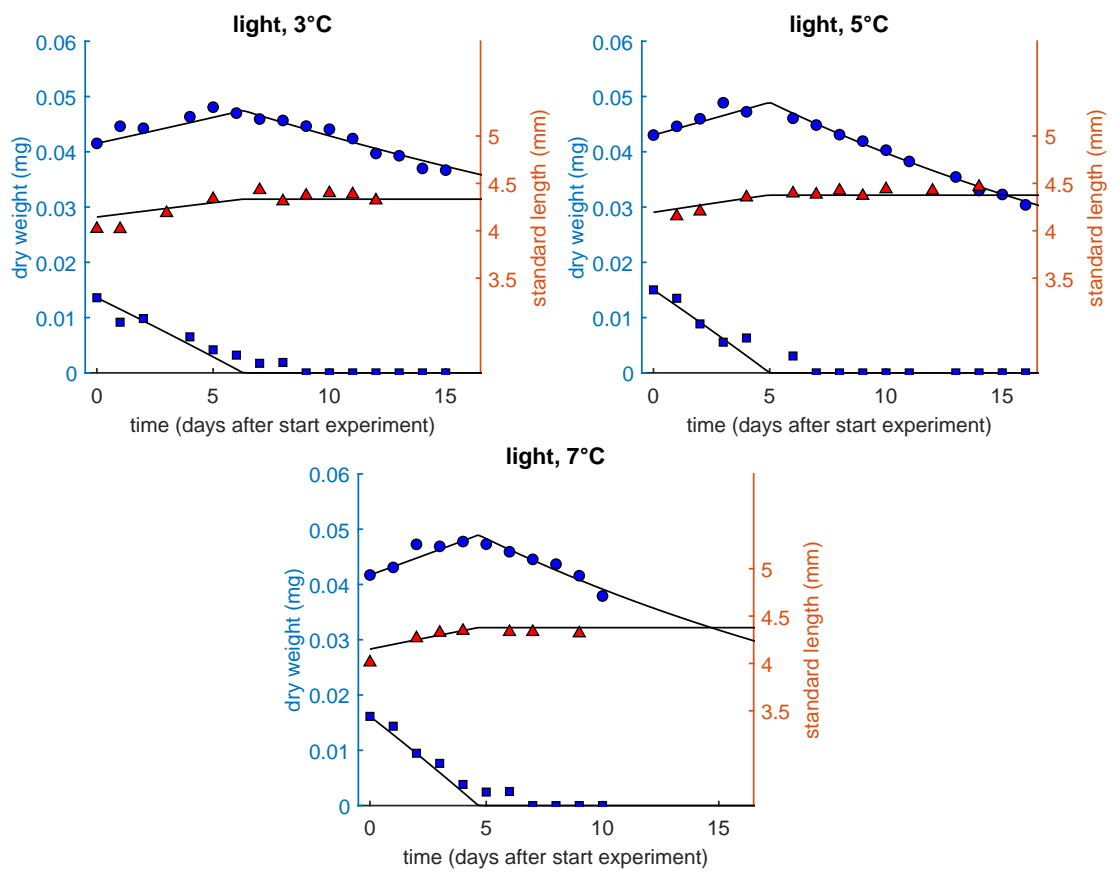 light, 3°C
0.06
0.05
0.04
0.03
0.02
0.01
0
dry weight (mg)
5
4.5
4
3.5
standard length (mm)
0 5 10 15
time (days after start experiment)
light, 5°C
0.06
0.05
0.04
0.03
0.02
0.01
0
dry weight (mg)
5
4.5
4
3.5
standard length (mm)
0 5 10 15
time (days after start experiment)
light, 7°C
0.06
0.05
0.04
0.03
0.02
0.01
0
dry weight (mg)
5
4.5
4
3.5
standard length (mm)
0 5 10 15
time (days after start experiment)